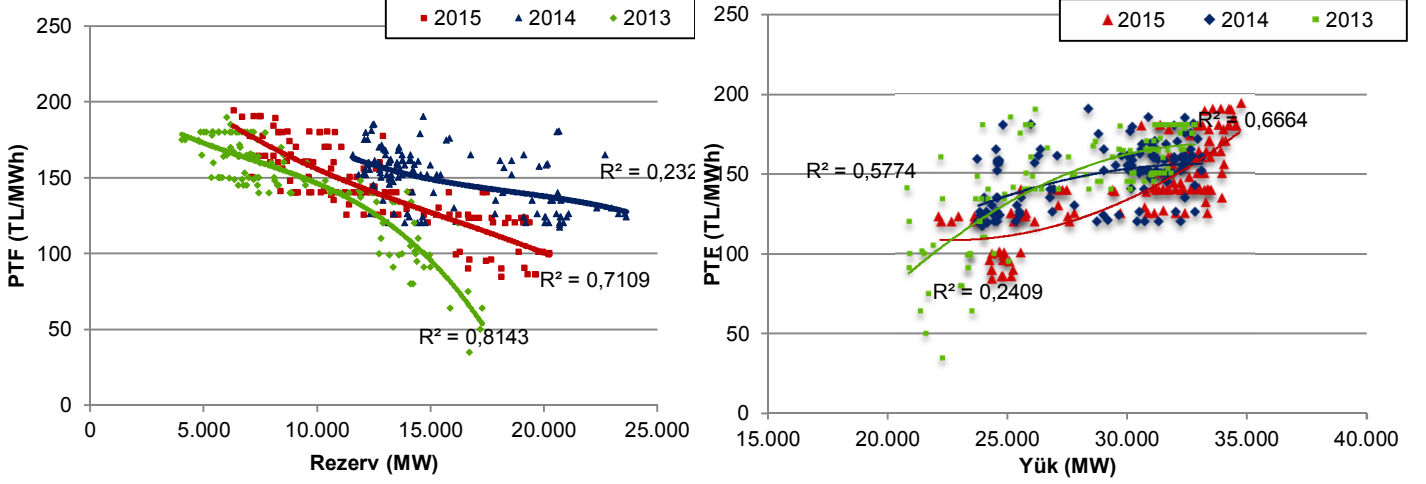 2015 2014 2013
PTF (TL/MWh)
250
200
150
100
50
0
R² = 0,232
R² = 0,7109
R² = 0,8143
0 5.000 10.000 15.000 20.000 25.000
Rezerv (MW)
2015 2014 2013
PTF (TL/MWh)
250
200
150
100
50
0
R² = 0,6664
R² = 0,5774
R² = 0,2409
15.000 20.000 25.000 30.000 35.000 40.000
Yük (MW)